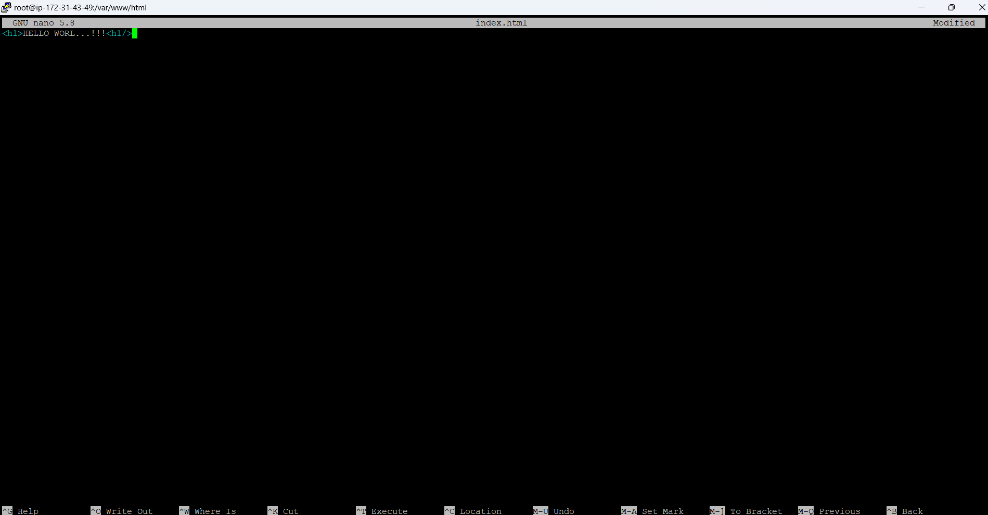 root@ip-172-31-43-49:/var/www/html
GNU nano 5.8 index.html Modified
<h1>HELLO WORL...!!!<h1/>
^G Help ^O Write Out ^W Where Is ^K Cut ^T Execute ^C Location M-U Undo M-A Set Mark M-] To Bracket M-Q Previous ^B Back